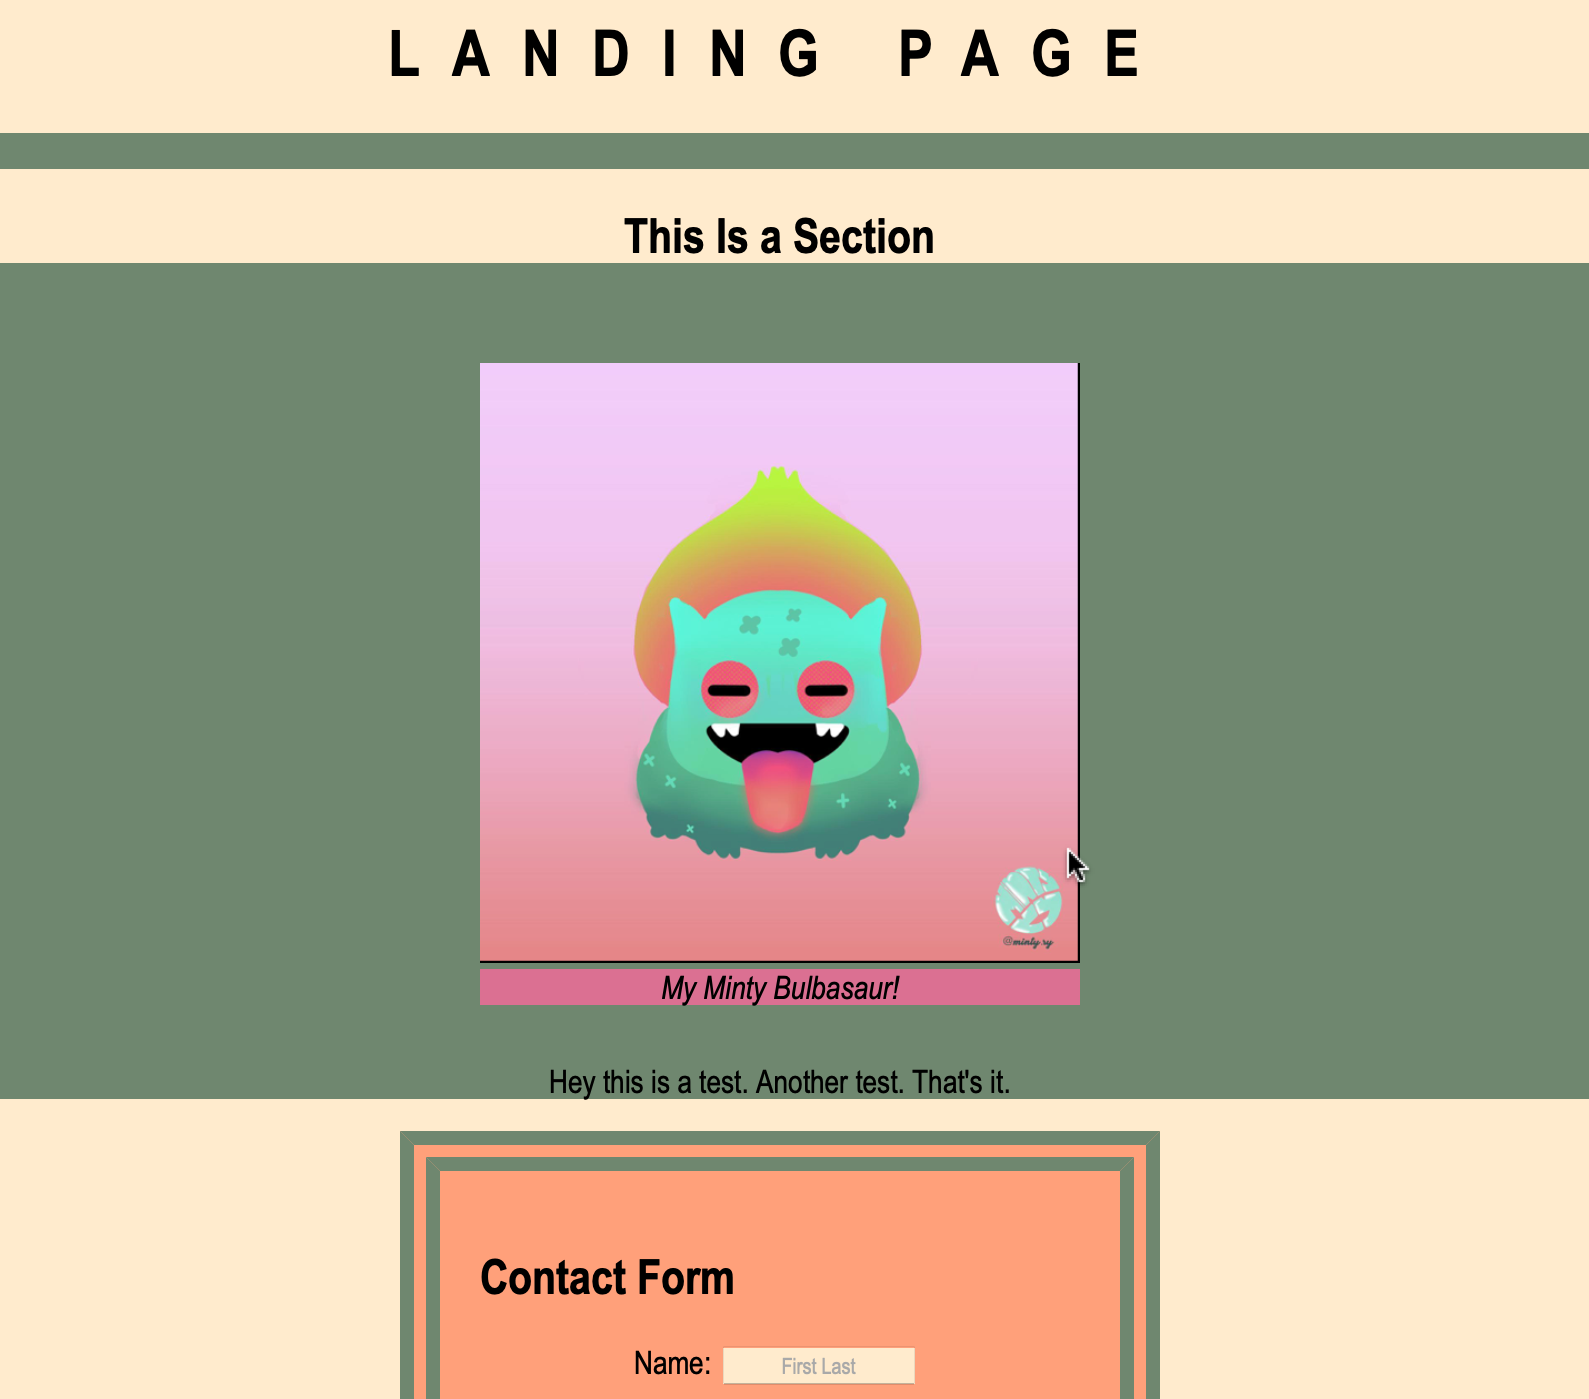 LANDING PAGE
This Is a Section
@minty.xy
My Minty Bulbasaur!
Hey this is a test. Another test. That's it.
Contact Form
Name: First Last